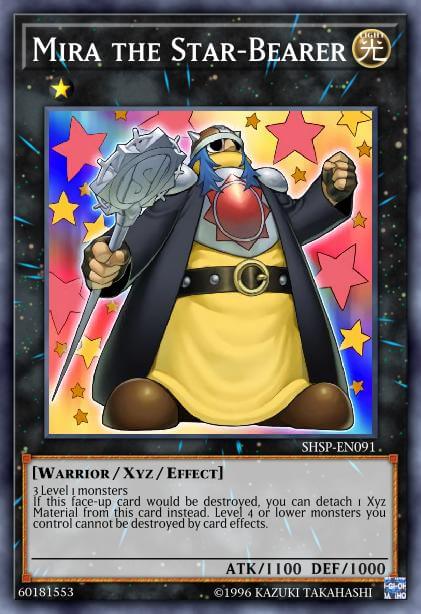 Mira the Star-Bearer
LIGHT
光
SHSP-EN091
[Warrior / Xyz / Effect]
3 Level 1 monsters
If this face-up card would be destroyed, you can detach 1 Xyz
Material from this card instead. Level 4 or lower monsters you
control cannot be destroyed by card effects.
ATK/1100 DEF/1000
60181553
©1996 KAZUKI TAKAHASHI